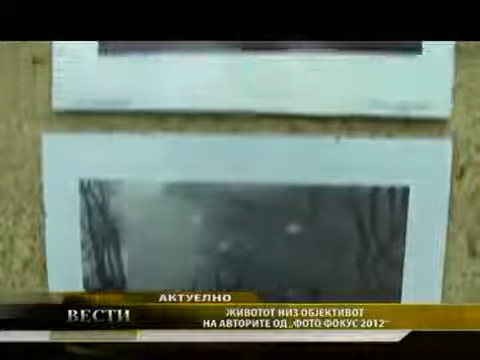 АКТУЕЛНО
ВЕСТИ
ЖИВОТОТ НИЗ ОБЈЕКТИВОТ
НА АВТОРИТЕ ОД „ФОТО ФОКУС 2012"